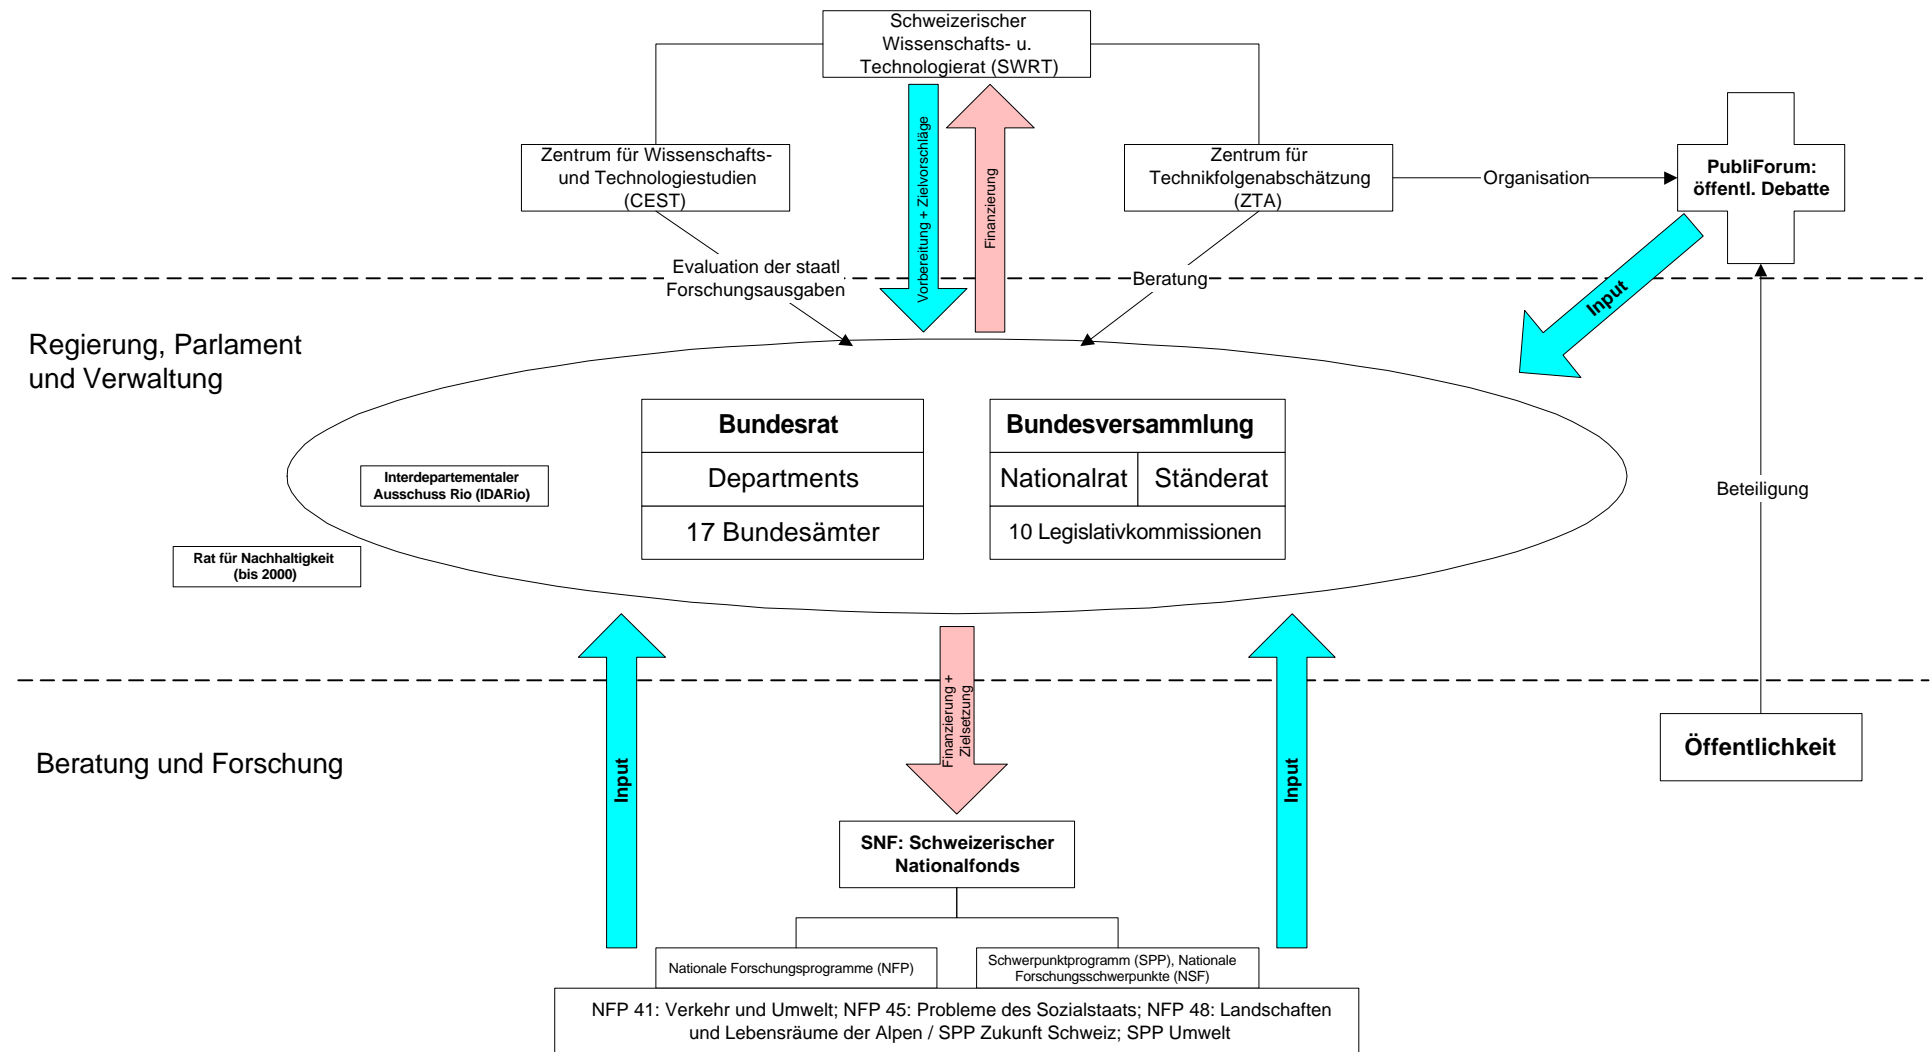 Schweizerischer
Wissenschafts- u.
Technologierat (SWRT)
Zentrum für Wissenschafts-
und Technologiestudien
(CEST)
Vorbereitung + Zielvorschläge
Finanzierung
Zentrum für
Technikfolgenabschätzung
(ZTA)
Organisation
PubliForum:
öffentl. Debatte
Evaluation der staatl
Forschungsausgaben
Beratung
Input
Regierung, Parlament
und Verwaltung
Bundesrat
Departments
17 Bundesämter
Bundesversammlung
Nationalrat
Ständerat
10 Legislativkommissionen
Interdepartementaler
Ausschuss Rio (IDARio)
Rat für Nachhaltigkeit
(bis 2000)
Beteiligung
Beratung und Forschung
Input
Finanzierung +
Zielsetzung
Input
Öffentlichkeit
SNF: Schweizerischer
Nationalfonds
Nationale Forschungsprogramme (NFP)
Schwerpunktprogramm (SPP), Nationale
Forschungsschwerpunkte (NSF)
NFP 41: Verkehr und Umwelt; NFP 45: Probleme des Sozialstaats; NFP 48: Landschaften
und Lebensräume der Alpen / SPP Zukunft Schweiz; SPP Umwelt